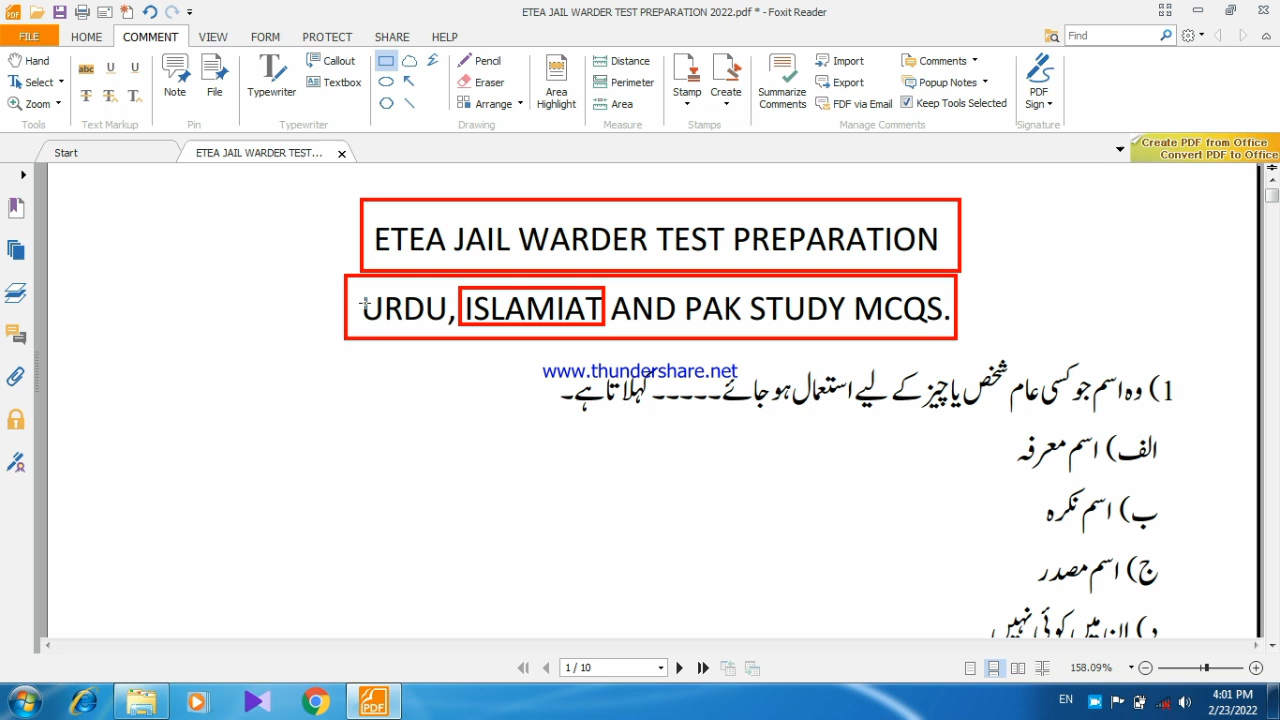 ETEA JAIL WARDER TEST PREPARATION 2022.pdf * - Foxit Reader
FILE HOME COMMENT VIEW FORM PROTECT SHARE HELP
Find
Hand
Select
Zoom
Tools
abc U U
T T T
Text Markup
Note File
Pin
Typewriter
Callout
Textbox
Typewriter
Pencil
Eraser
Arrange
Drawing
Area Highlight
Distance
Perimeter
Area
Measure
Stamp Create
Stamps
Summarize Comments
Import
Export
FDF via Email
Comments
Popup Notes
Keep Tools Selected
Manage Comments
PDF Sign
Signature
Start
ETEA JAIL WARDER TEST...
Create PDF from Office
Convert PDF to Office
ETEA JAIL WARDER TEST PREPARATION
URDU, ISLAMIAT AND PAK STUDY MCQS.
www.thundershare.net
1) وہ اسم جو کسی عام شخص یا چیز کے لیے استعمال ہو جائے۔۔۔۔۔ کہلاتا ہے۔
الف) اسم معرفہ
ب) اسم نکرہ
ج) اسم مصدر
د) ان میں کوئی نہیں
1 / 10
158.09%
PDF
EN
4:01 PM
2/23/2022